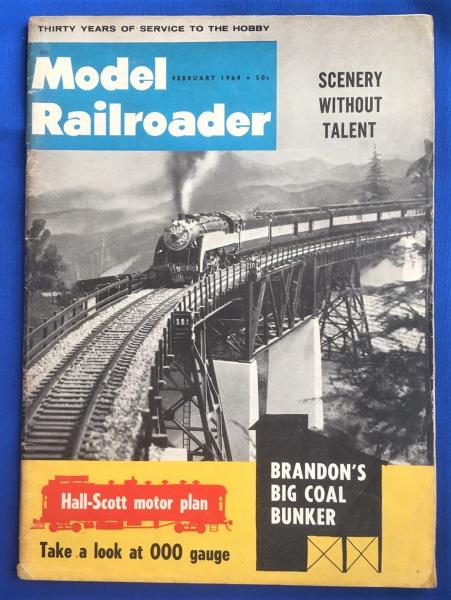 THIRTY YEARS OF SERVICE TO THE HOBBY
Model
FEBRUARY 1964 • 50¢
Railroader
SCENERY
WITHOUT
TALENT
Hall-Scott motor plan
Take a look at 000 gauge
BRANDON'S
BIG COAL
BUNKER